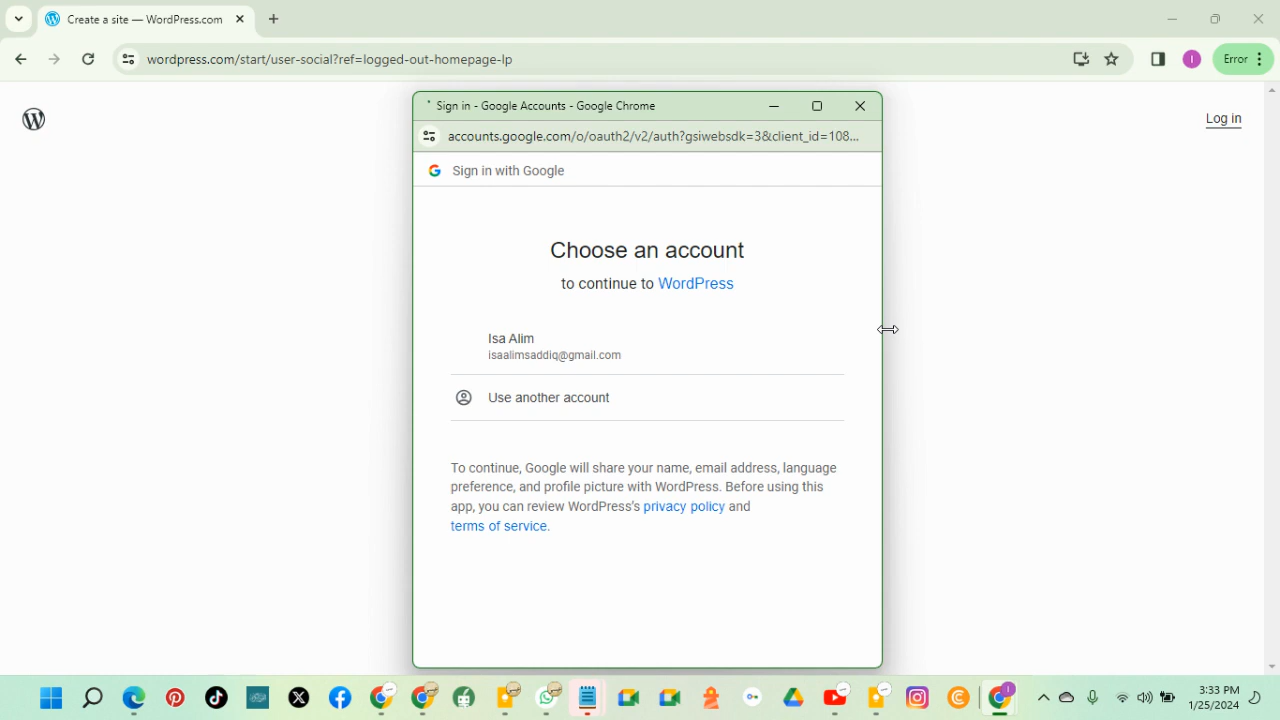 Create a site — WordPress.com
wordpress.com/start/user-social?ref=logged-out-homepage-lp
I
Error
Log in
Sign in - Google Accounts - Google Chrome
accounts.google.com/o/oauth2/v2/auth?gsiwebsdk=3&client_id=108...
Sign in with Google
Choose an account
to continue to WordPress
Isa Alim
isaalimsaddiq@gmail.com
Use another account
To continue, Google will share your name, email address, language
preference, and profile picture with WordPress. Before using this
app, you can review WordPress's privacy policy and
terms of service.
3:33 PM
1/25/2024